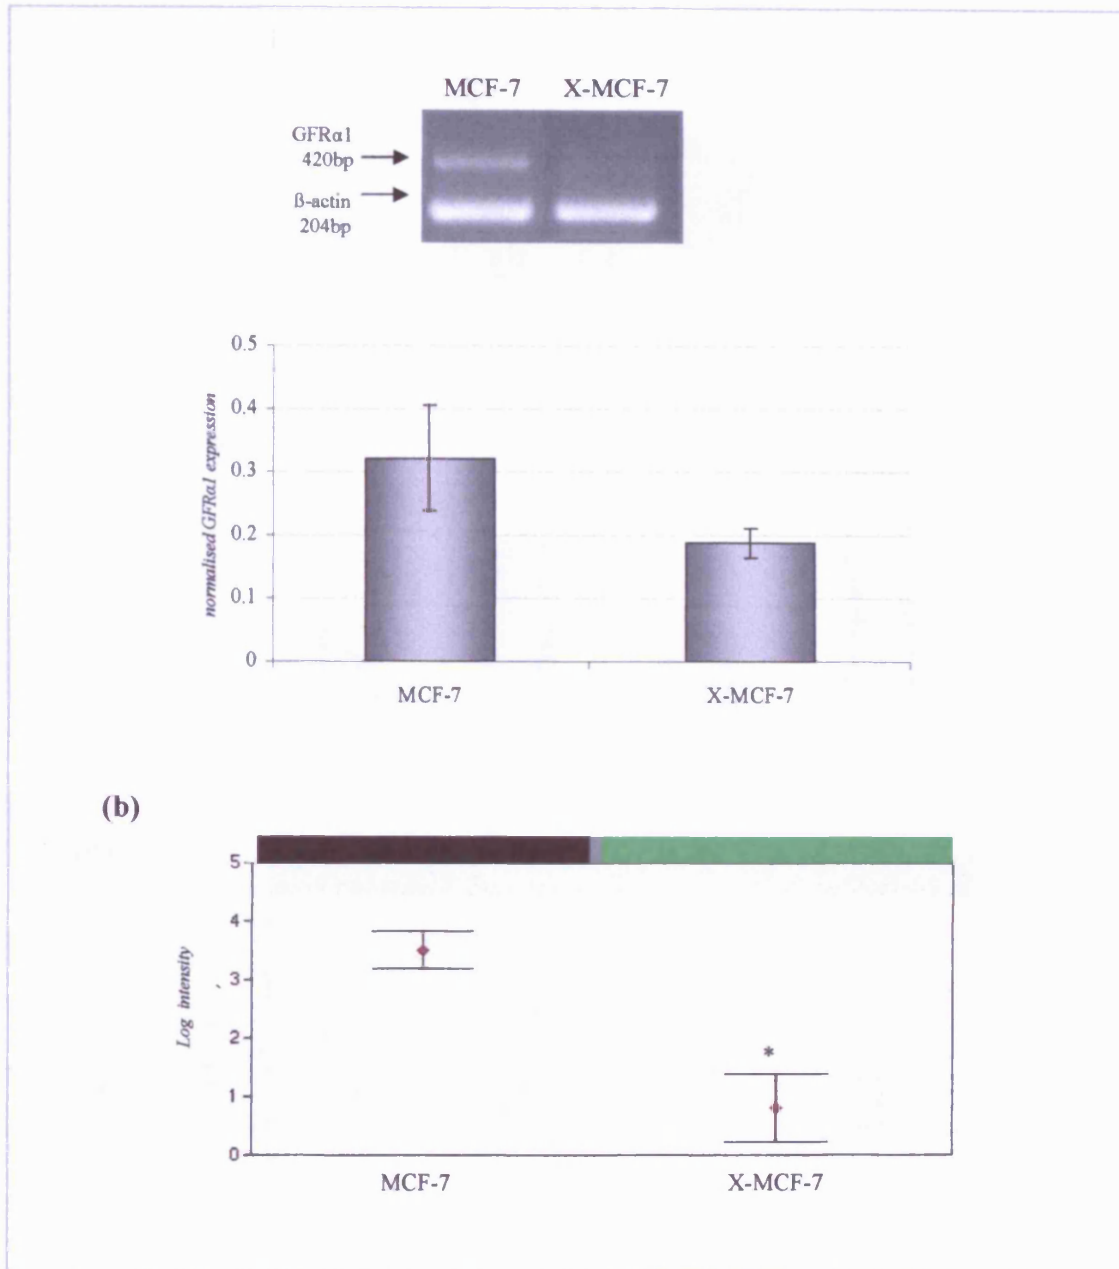 MCF-7 X-MCF-7
GFRα1
420bp
ß-actin
204bp
0.5
0.4
0.3
0.2
0.1
0
normalised GFRα1 expression
MCF-7 X-MCF-7
(b)
5
4
3
2
1
0
Log intensity
*
MCF-7 X-MCF-7